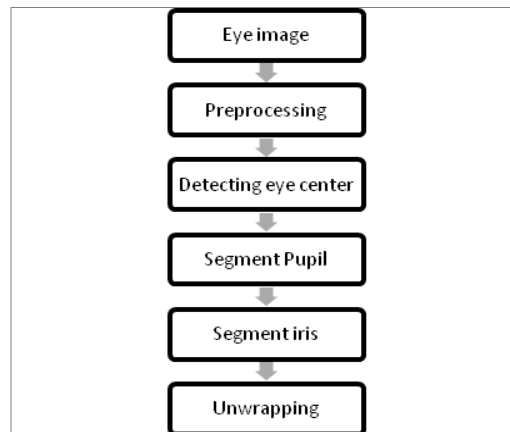 Eye image
Preprocessing
Detecting eye center
Segment Pupil
Segment iris
Unwrapping